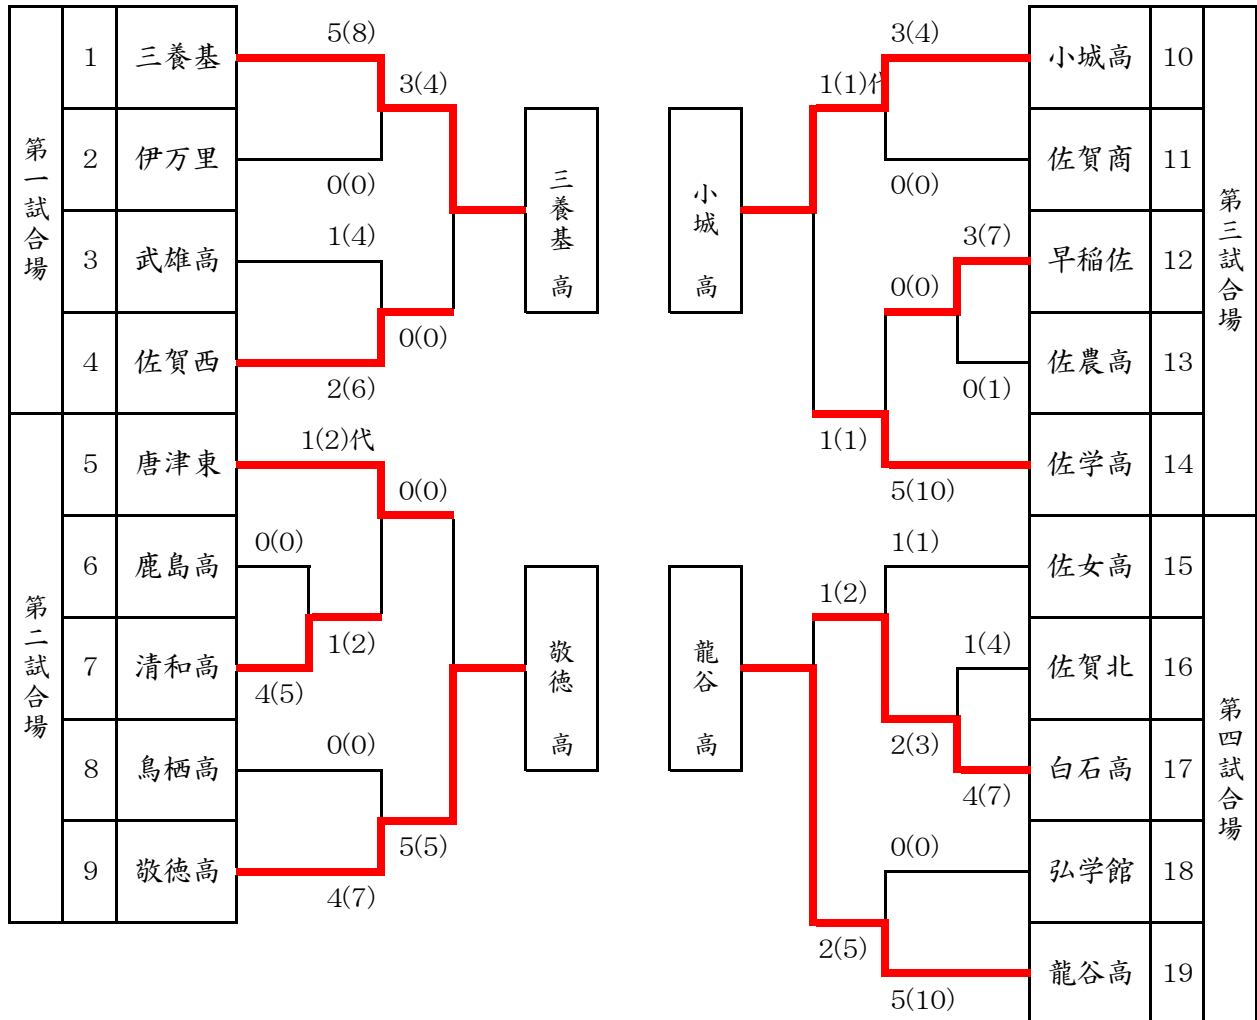 第一試合場
1 三養基
2 伊万里
3 武雄高
4 佐賀西
第二試合場
5 唐津東
6 鹿島高
7 清和高
8 鳥栖高
9 敬徳高
5(8)
3(4)
0(0)
1(4)
0(0)
2(6)
1(2)代
0(0)
0(0)
1(2)
4(5)
0(0)
5(5)
4(7)
三養基 高
敬徳 高
小城 高
龍谷 高
3(4)
1(1)代
0(0)
3(7)
0(0)
0(1)
1(1)
5(10)
1(1)
1(2)
1(4)
2(3)
4(7)
0(0)
2(5)
5(10)
小城高 10
佐賀商 11
早稲佐 12
佐農高 13
佐学高 14
第三試合場
佐女高 15
佐賀北 16
白石高 17
弘学館 18
龍谷高 19
第四試合場